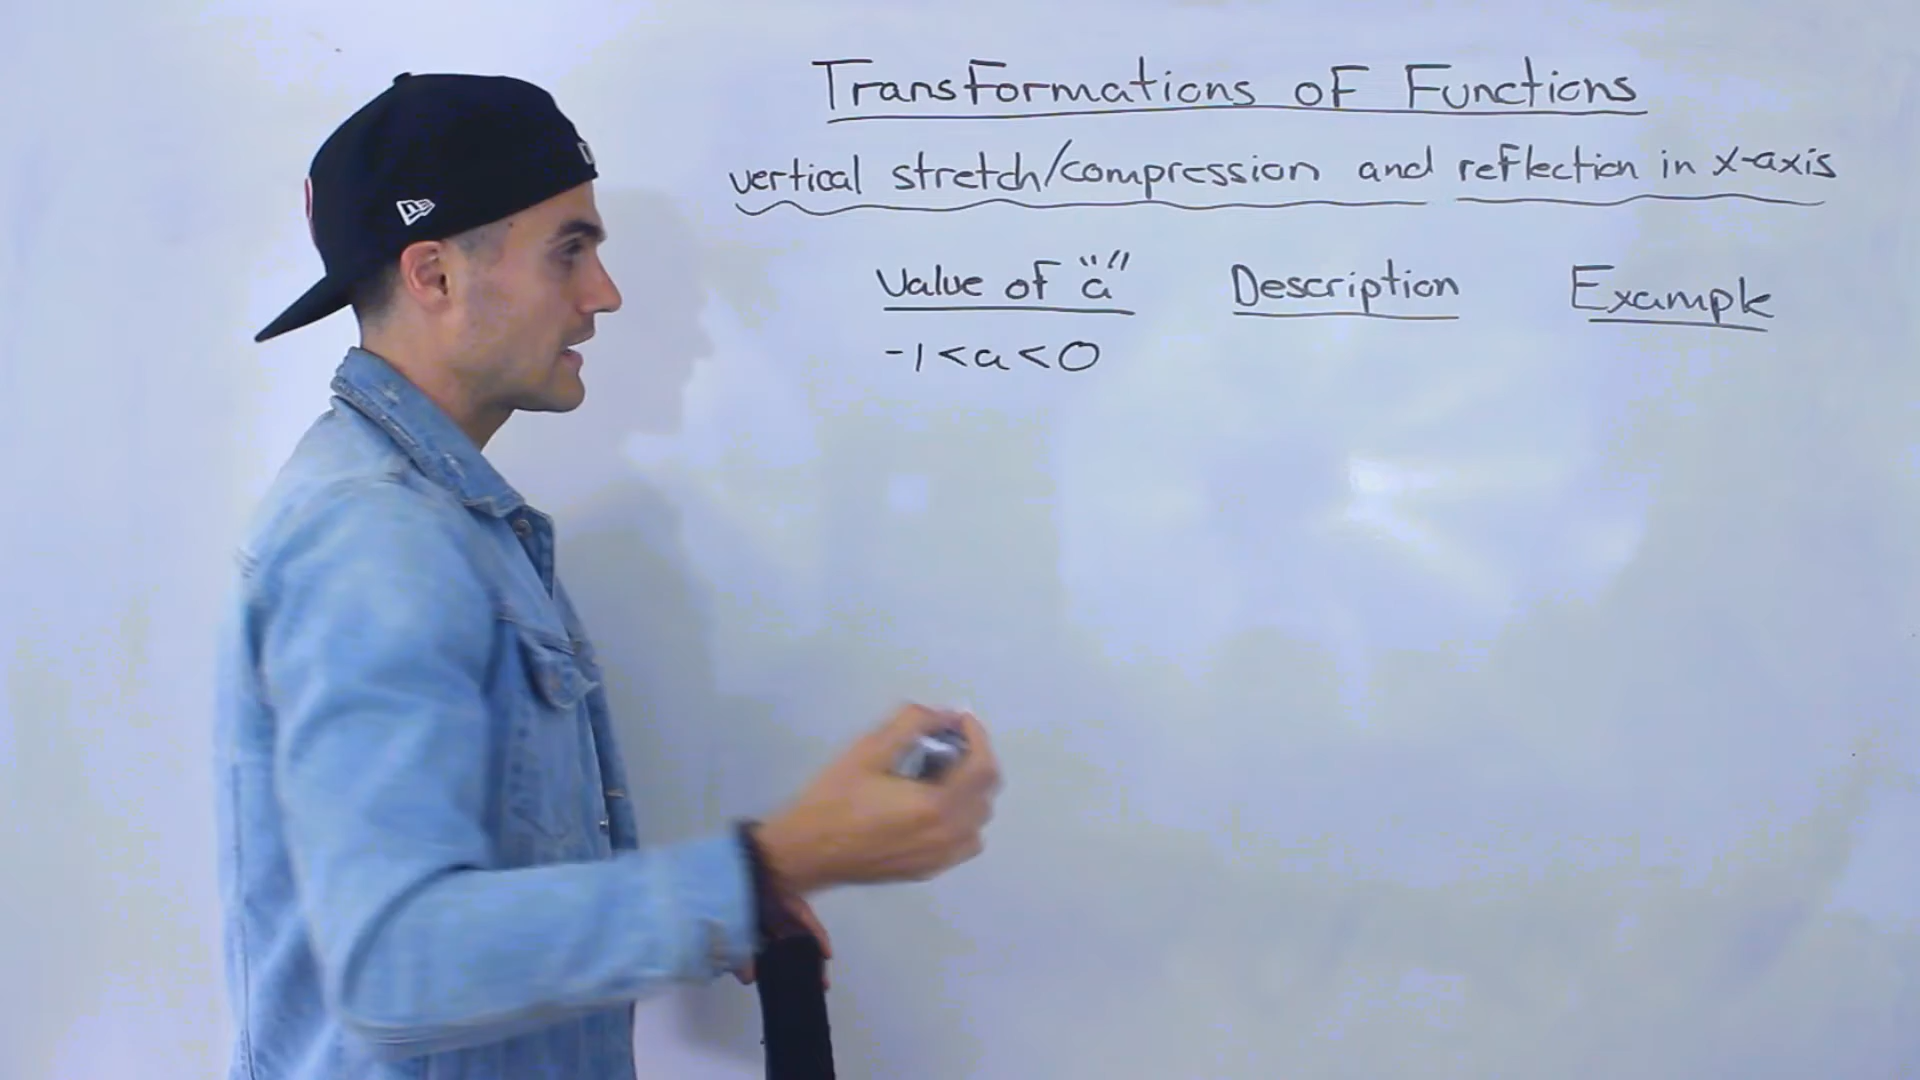 Transformations of Functions
vertical stretch/compression and reflection in x-axis
Value of "a" Description Example
-1 < a < 0